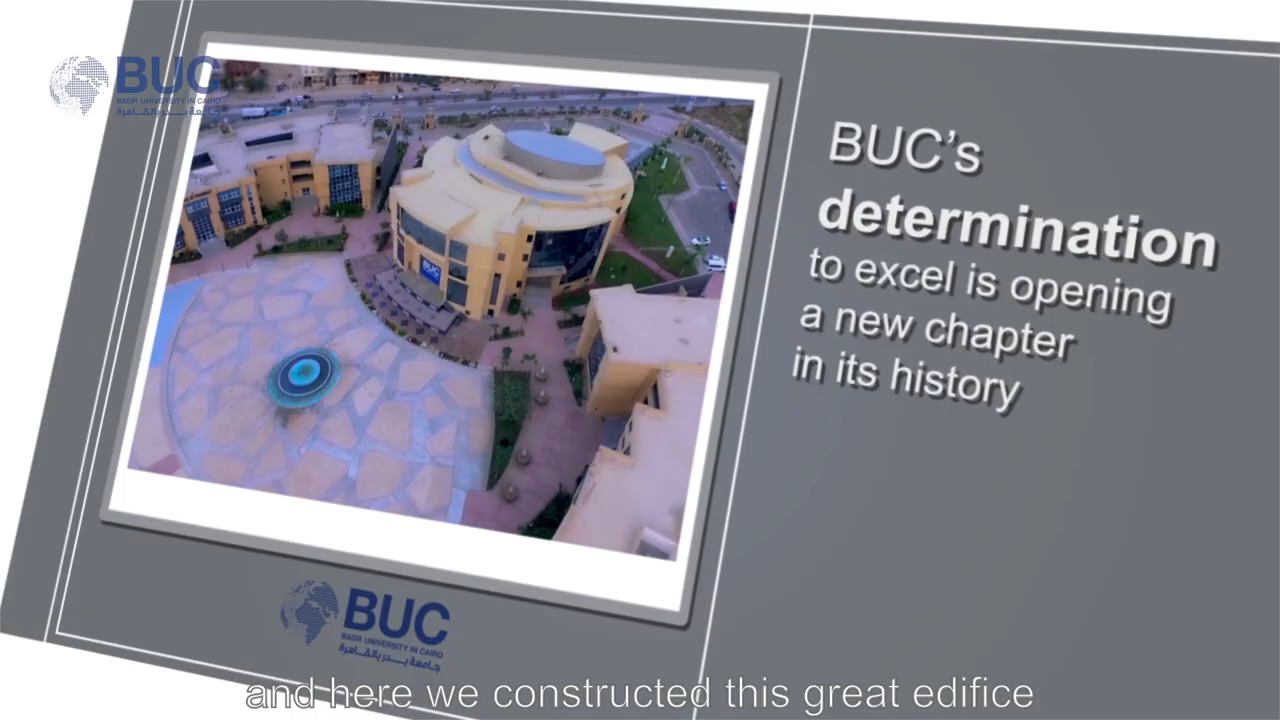 BUC
BADR UNIVERSITY IN CAIRO
جامعة بدر بالقاهرة
BUC's
determination
to excel is opening
a new chapter
in its history
BUC
BUC
BADR UNIVERSITY IN CAIRO
جامعة بدر بالقاهرة
and here we constructed this great edifice